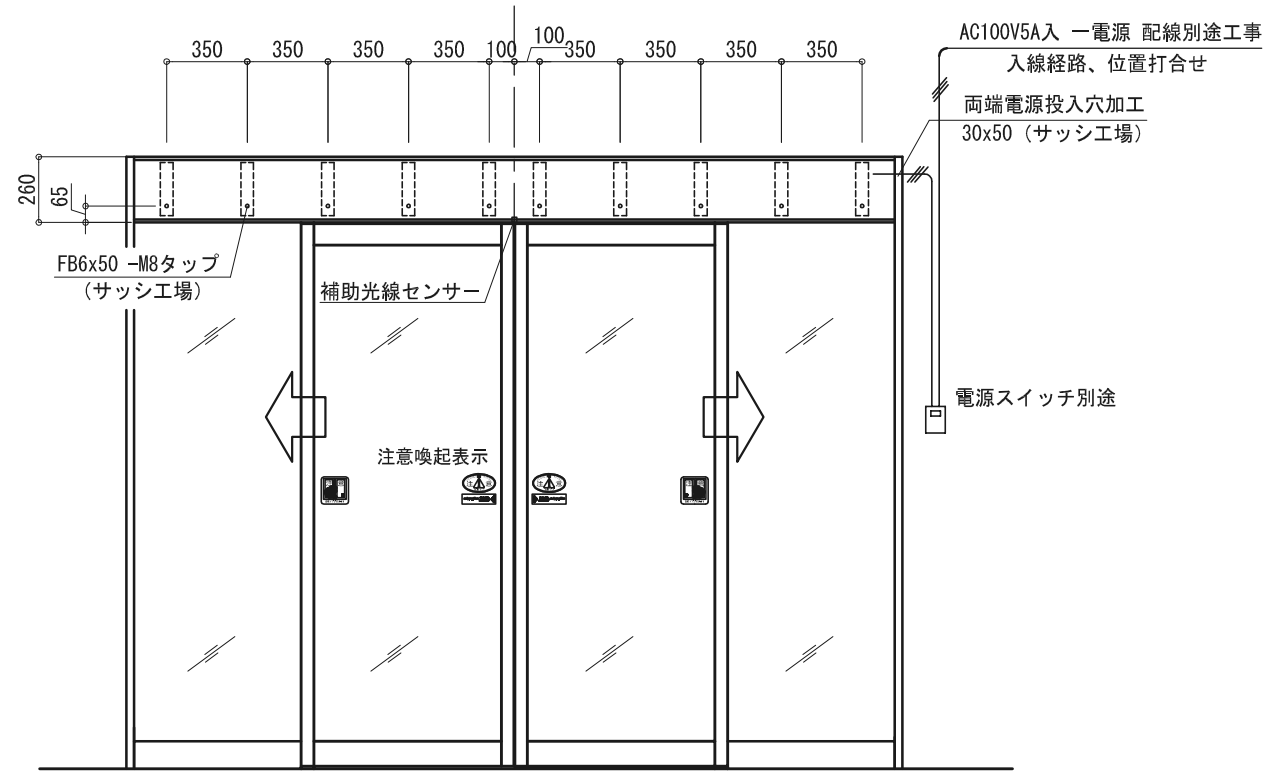 350 350 350 350 100 100 350 350 350 350
AC100V5A入 一電源 配線別途工事
入線経路、位置打合せ
両端電源投入穴加工
30x50（サッシ工場）
260
65
FB6x50 -M8タップ
（サッシ工場）
補助光線センサー
電源スイッチ別途
注意喚起表示
注 意
注 意